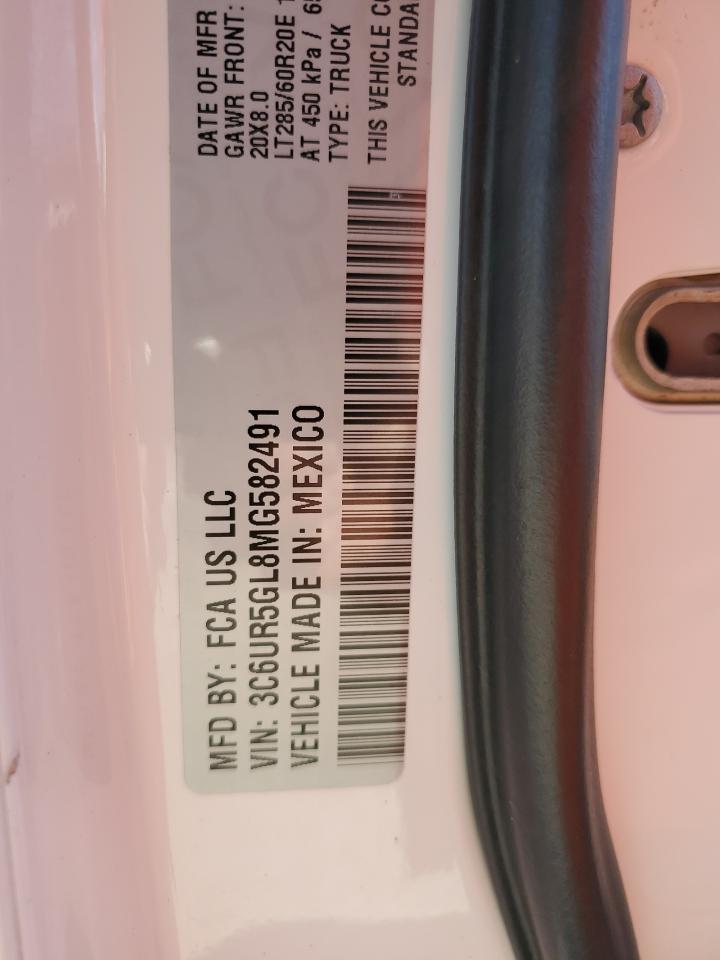 MFD BY: FCA US LLC
VIN: 3C6UR5GL8MG582491
VEHICLE MADE IN: MEXICO
DATE OF MFR
GAWR FRONT:
20X8.0
LT285/60R20E
AT 450 kPa /
TYPE: TRUCK
THIS VEHICLE